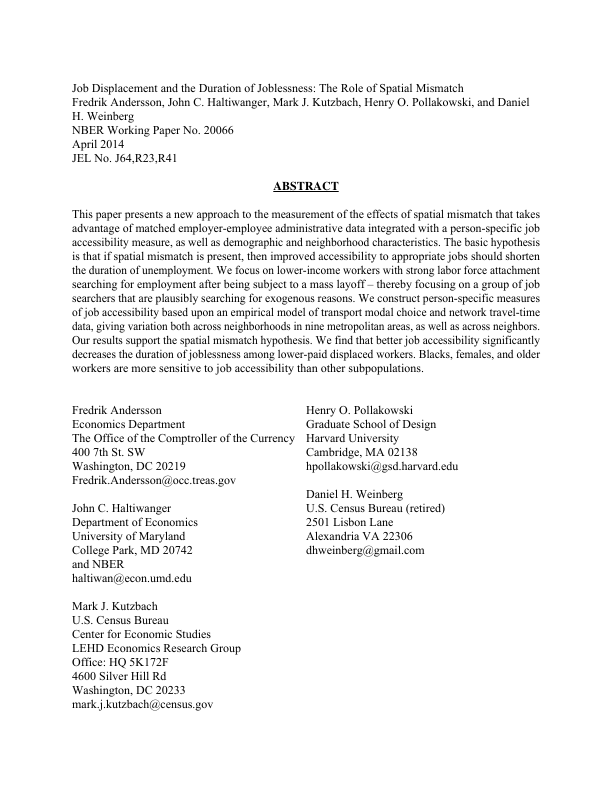 Job Displacement and the Duration of Joblessness: The Role of Spatial Mismatch
Fredrik Andersson, John C. Haltiwanger, Mark J. Kutzbach, Henry O. Pollakowski, and Daniel
H. Weinberg
NBER Working Paper No. 20066
April 2014
JEL No. J64,R23,R41
ABSTRACT
This paper presents a new approach to the measurement of the effects of spatial mismatch that takes
advantage of matched employer-employee administrative data integrated with a person-specific job
accessibility measure, as well as demographic and neighborhood characteristics. The basic hypothesis
is that if spatial mismatch is present, then improved accessibility to appropriate jobs should shorten
the duration of unemployment. We focus on lower-income workers with strong labor force attachment
searching for employment after being subject to a mass layoff – thereby focusing on a group of job
searchers that are plausibly searching for exogenous reasons. We construct person-specific measures
of job accessibility based upon an empirical model of transport modal choice and network travel-time
data, giving variation both across neighborhoods in nine metropolitan areas, as well as across neighbors.
Our results support the spatial mismatch hypothesis. We find that better job accessibility significantly
decreases the duration of joblessness among lower-paid displaced workers. Blacks, females, and older
workers are more sensitive to job accessibility than other subpopulations.
Fredrik Andersson
Economics Department
The Office of the Comptroller of the Currency
400 7th St. SW
Washington, DC 20219
Fredrik.Andersson@occ.treas.gov
John C. Haltiwanger
Department of Economics
University of Maryland
College Park, MD 20742
and NBER
haltiwan@econ.umd.edu
Mark J. Kutzbach
U.S. Census Bureau
Center for Economic Studies
LEHD Economics Research Group
Office: HQ 5K172F
4600 Silver Hill Rd
Washington, DC 20233
mark.j.kutzbach@census.gov
Henry O. Pollakowski
Graduate School of Design
Harvard University
Cambridge, MA 02138
hpollakowski@gsd.harvard.edu
Daniel H. Weinberg
U.S. Census Bureau (retired)
2501 Lisbon Lane
Alexandria VA 22306
dhweinberg@gmail.com